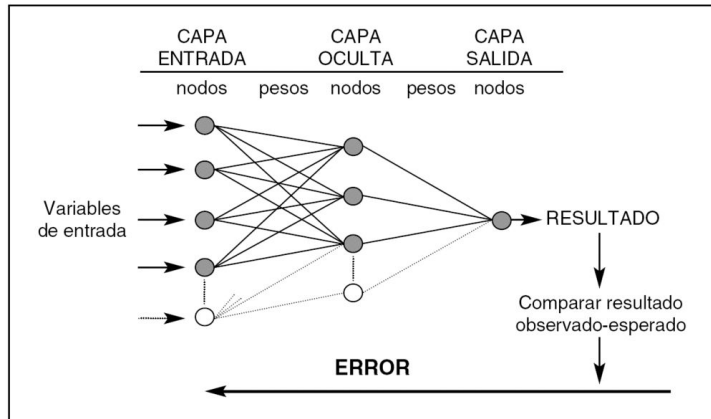 CAPA CAPA CAPA
ENTRADA OCULTA SALIDA
nodos pesos nodos pesos nodos
Variables
de entrada
RESULTADO
Comparar resultado
observado-esperado
ERROR